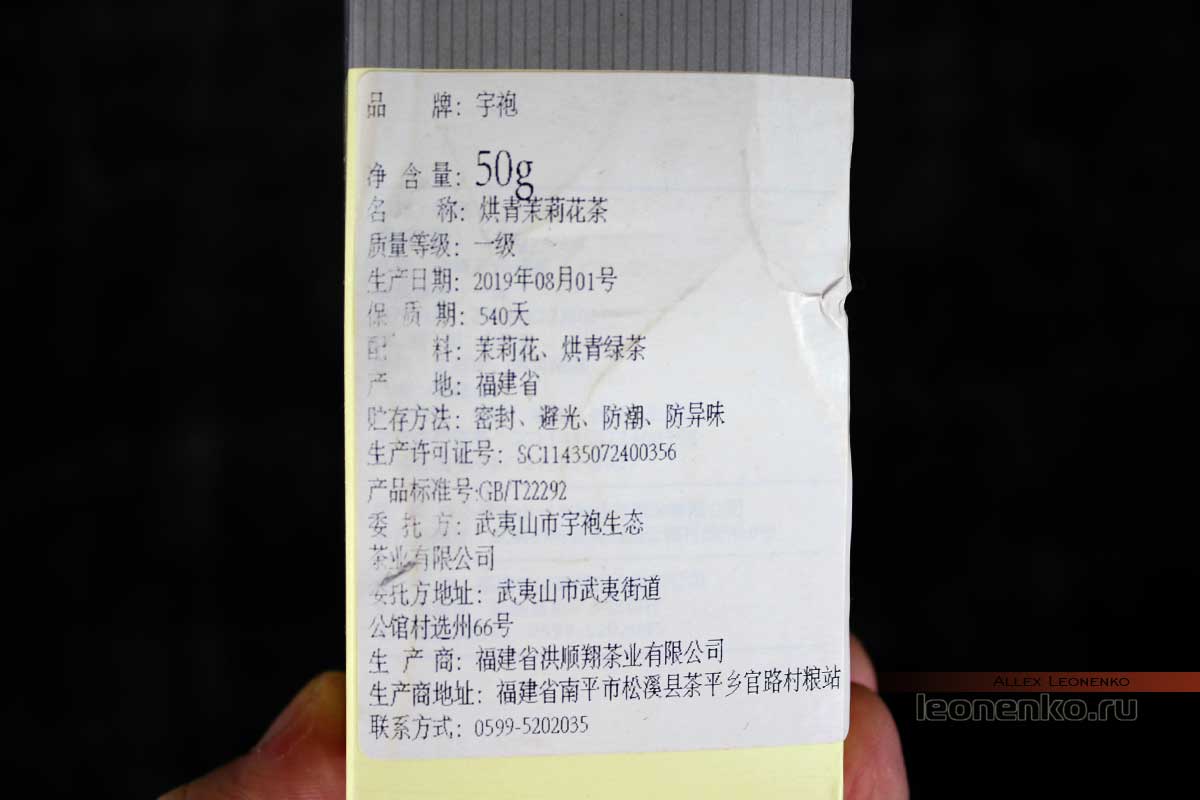 品 牌：宇袍
净含量：50g
名 称：烘青茉莉花茶
质量等级：一级
生产日期：2019年08月01号
保质期：540天
配 料：茉莉花、烘青绿茶
产 地：福建省
贮存方法：密封、避光、防潮、防异味
生产许可证号：SC11435072400356
产品标准号:GB/T22292
委托方：武夷山市宇袍生态
茶业有限公司
委托方地址：武夷山市武夷街道
公馆村选州66号
生产商：福建省洪顺翔茶业有限公司
生产商地址：福建省南平市松溪县茶平乡官路村粮站
联系方式：0599-5202035
Allex Leonenko
leonenko.ru